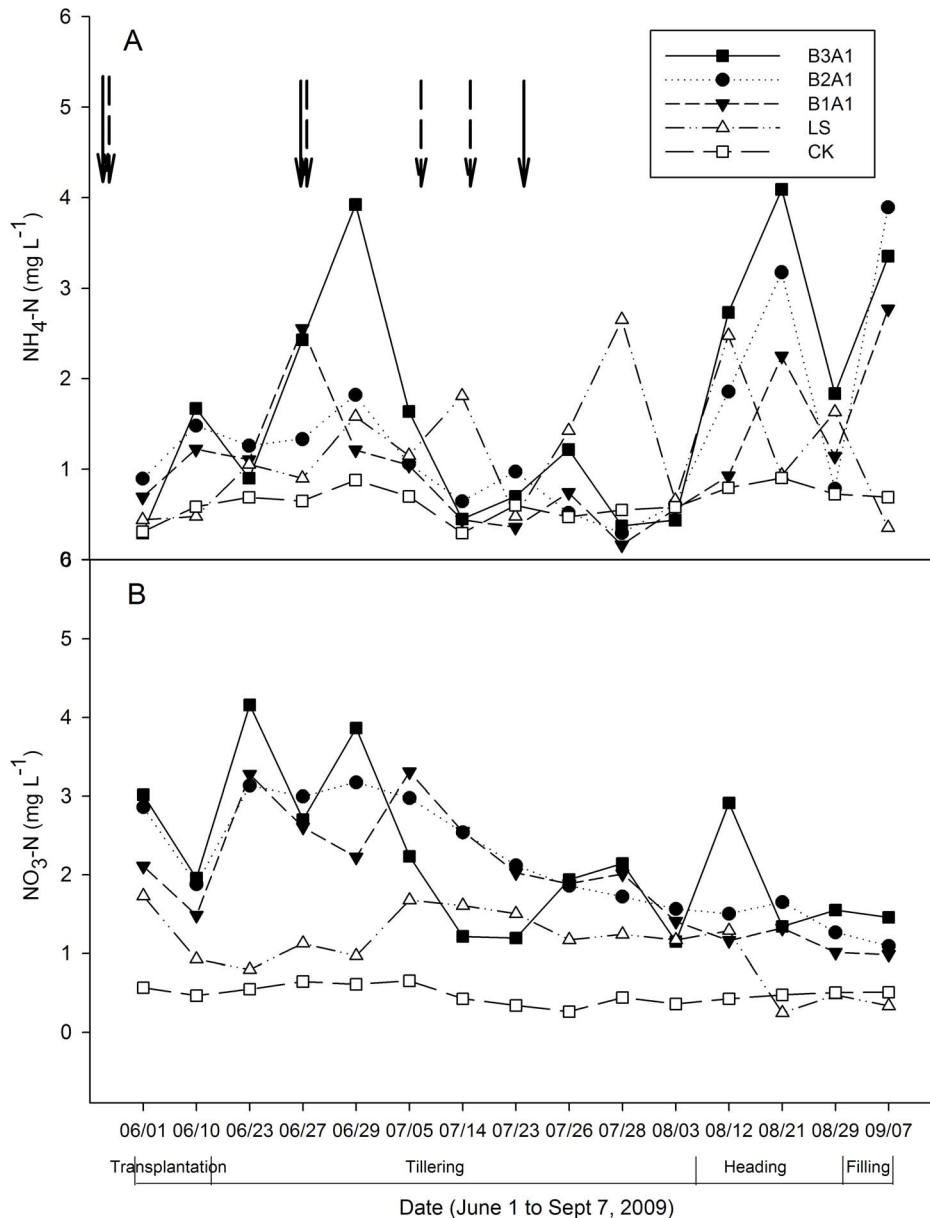 A
B3A1
B2A1
B1A1
LS
CK
6
5
4
3
2
1
6
NH4-N (mg L-1)
B
5
4
3
2
1
0
NO3-N (mg L-1)
06/01 06/10 06/23 06/27 06/29 07/05 07/14 07/23 07/26 07/28 08/03 08/12 08/21 08/29 09/07
Transplantation Tillering Heading Filling
Date (June 1 to Sept 7, 2009)